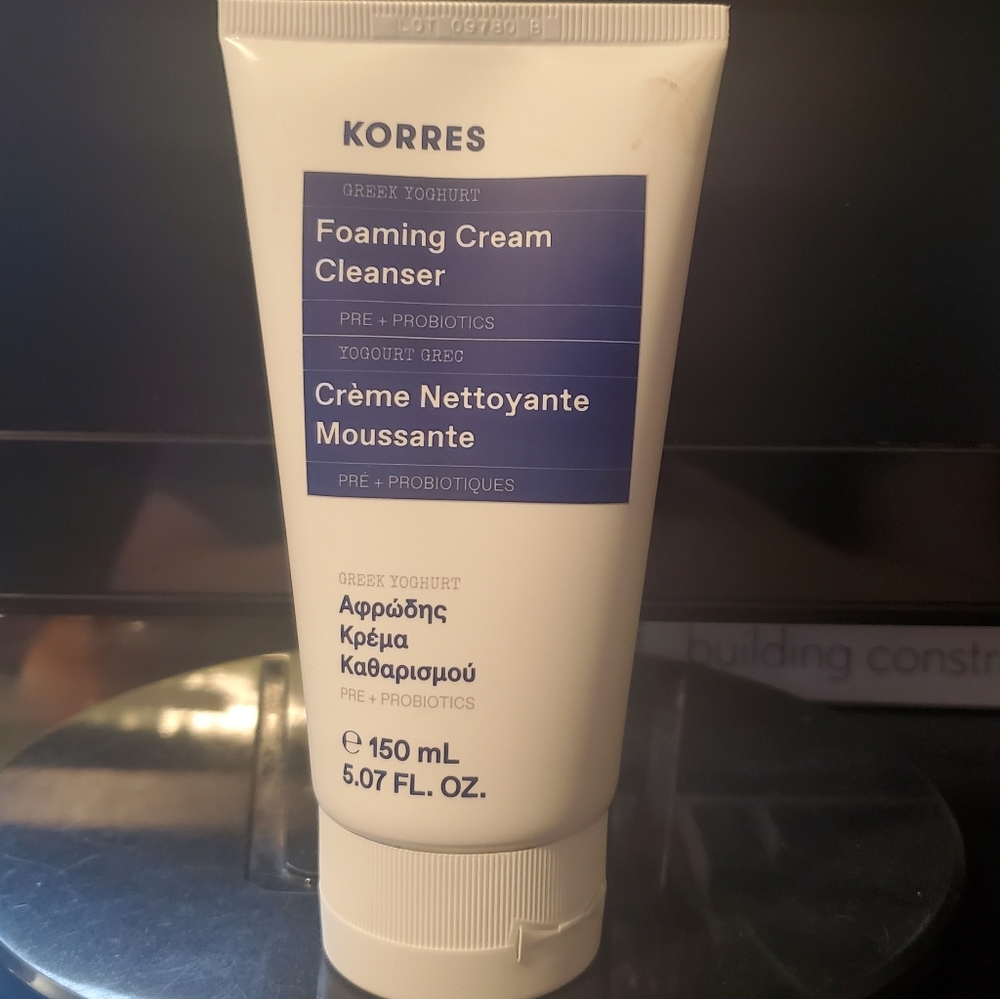 LOT 09780 B
KORRES
GREEK YOGHURT
Foaming Cream
Cleanser
PRE + PROBIOTICS
YOGOURT GREC
Crème Nettoyante
Moussante
PRÉ + PROBIOTIQUES
GREEK YOGHURT
Αφρώδης
Κρέμα
Καθαρισμού
PRE + PROBIOTICS
℮ 150 mL
5.07 FL. OZ.
building constr